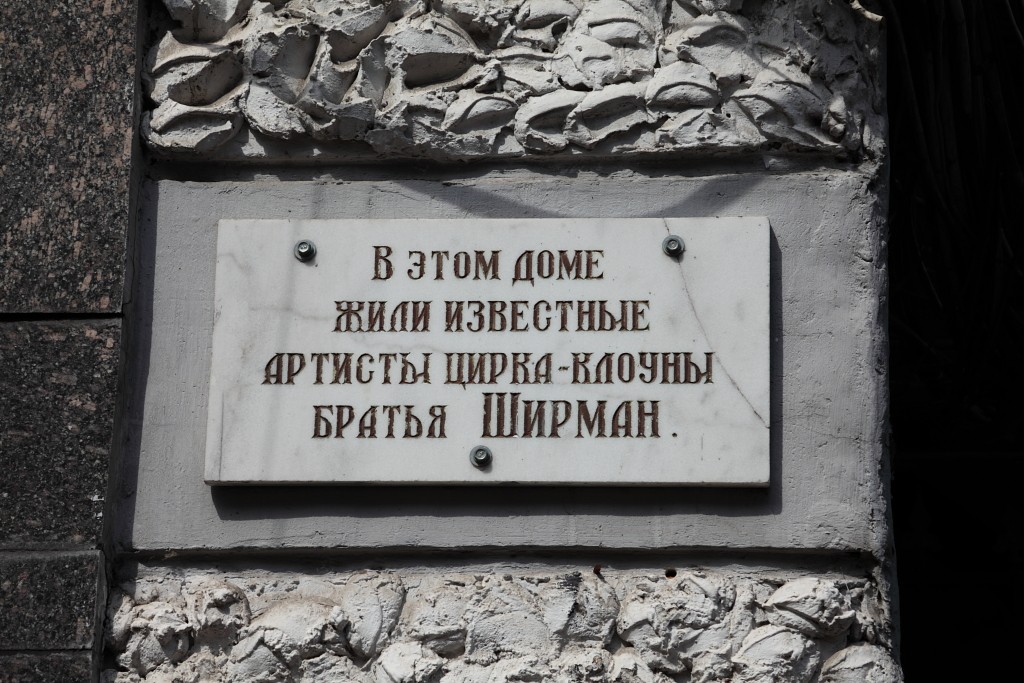 В этом доме
жили известные
артисты цирка-клоуны
братья Ширман.